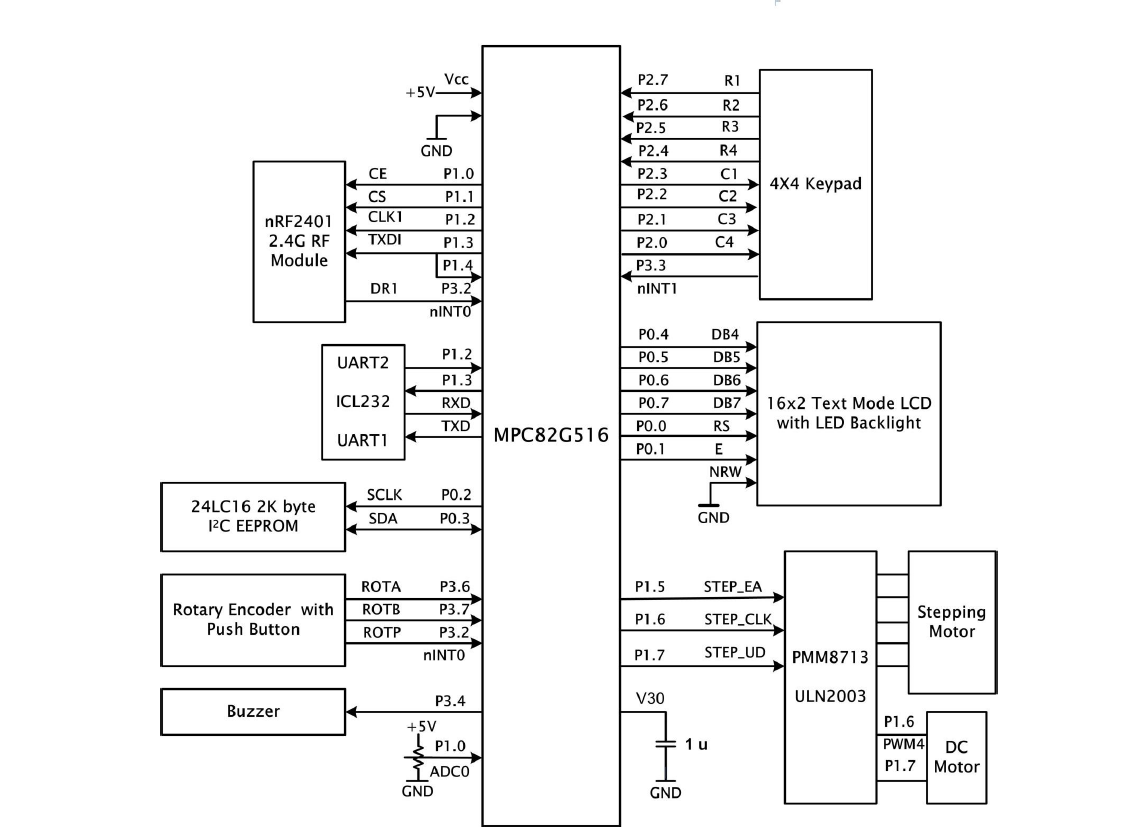 Vcc
+5V
GND
nRF2401
2.4G RF
Module
CE P1.0
CS P1.1
CLK1 P1.2
TXDI P1.3
P1.4
DR1 P3.2
nINT0
UART2
ICL232
UART1
P1.2
P1.3
RXD
TXD
24LC16 2K byte
I²C EEPROM
SCLK P0.2
SDA P0.3
Rotary Encoder with
Push Button
ROTA P3.6
ROTB P3.7
ROTP P3.2
nINT0
Buzzer
P3.4
+5V
P1.0
ADC0
GND
MPC82G516
P2.7 R1
P2.6 R2
P2.5 R3
P2.4 R4
P2.3 C1
P2.2 C2
P2.1 C3
P2.0 C4
P3.3
nINT1
4X4 Keypad
P0.4 DB4
P0.5 DB5
P0.6 DB6
P0.7 DB7
P0.0 RS
P0.1 E
NRW
GND
16x2 Text Mode LCD
with LED Backlight
P1.5 STEP_EA
P1.6 STEP_CLK
P1.7 STEP_UD
PMM8713
ULN2003
Stepping
Motor
P1.6
PWM4
P1.7
DC
Motor
V30
1 u
GND